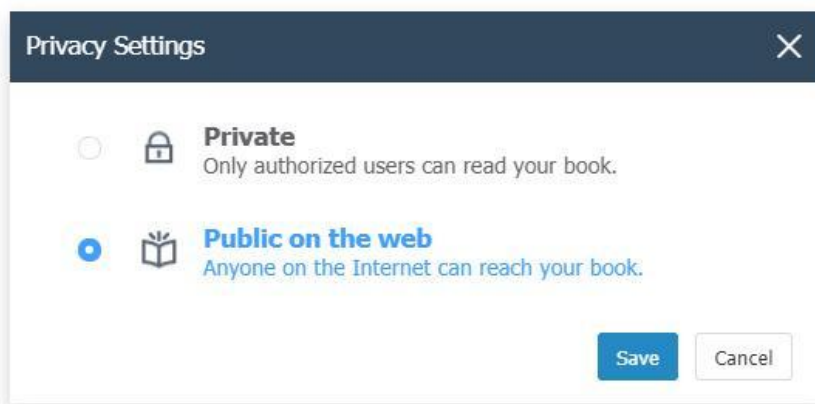 Privacy Settings
Private
Only authorized users can read your book.
Public on the web
Anyone on the Internet can reach your book.
Save Cancel